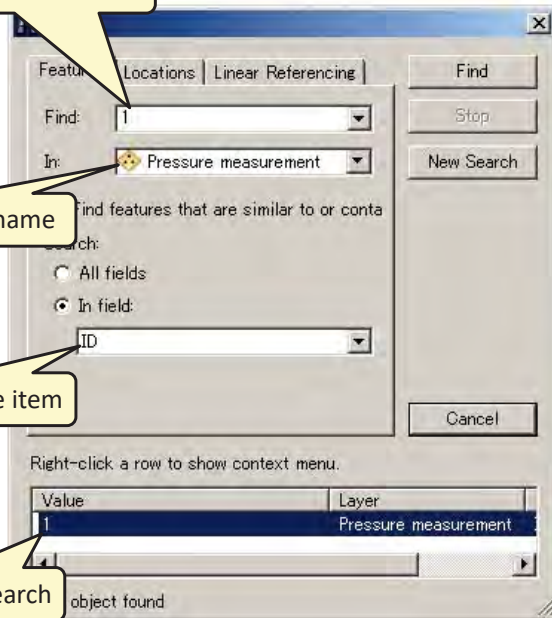 Featu Locations Linear Referencing
Find
Find: 1
Stop
In: Pressure measurement
New Search
name
Find features that are similar to or conta
rch:
All fields
In field:
ID
e item
Cancel
Right-click a row to show context menu.
Value Layer
1 Pressure measurement
earch
object found